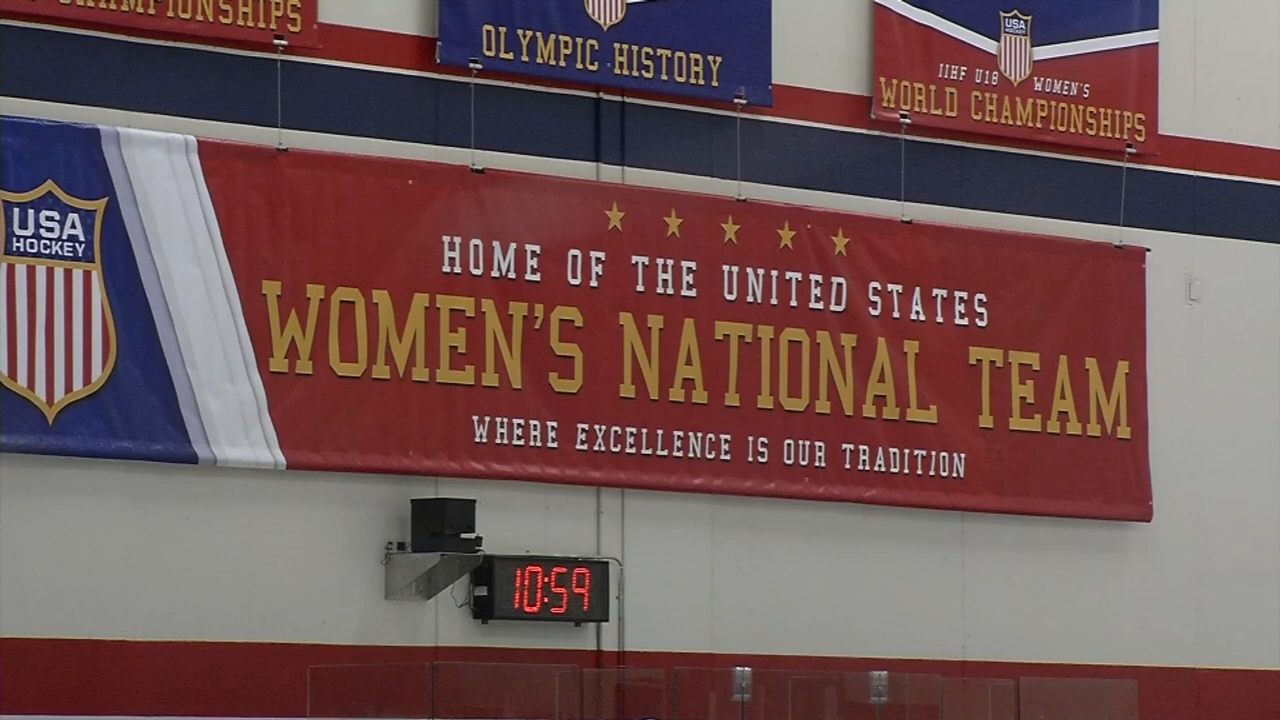 CHAMPIONSHIPS
OLYMPIC HISTORY
USA
HOCKEY
IIHF U18 WOMEN'S
WORLD CHAMPIONSHIPS
USA
HOCKEY
HOME OF THE UNITED STATES
WOMEN'S NATIONAL TEAM
WHERE EXCELLENCE IS OUR TRADITION
10:59